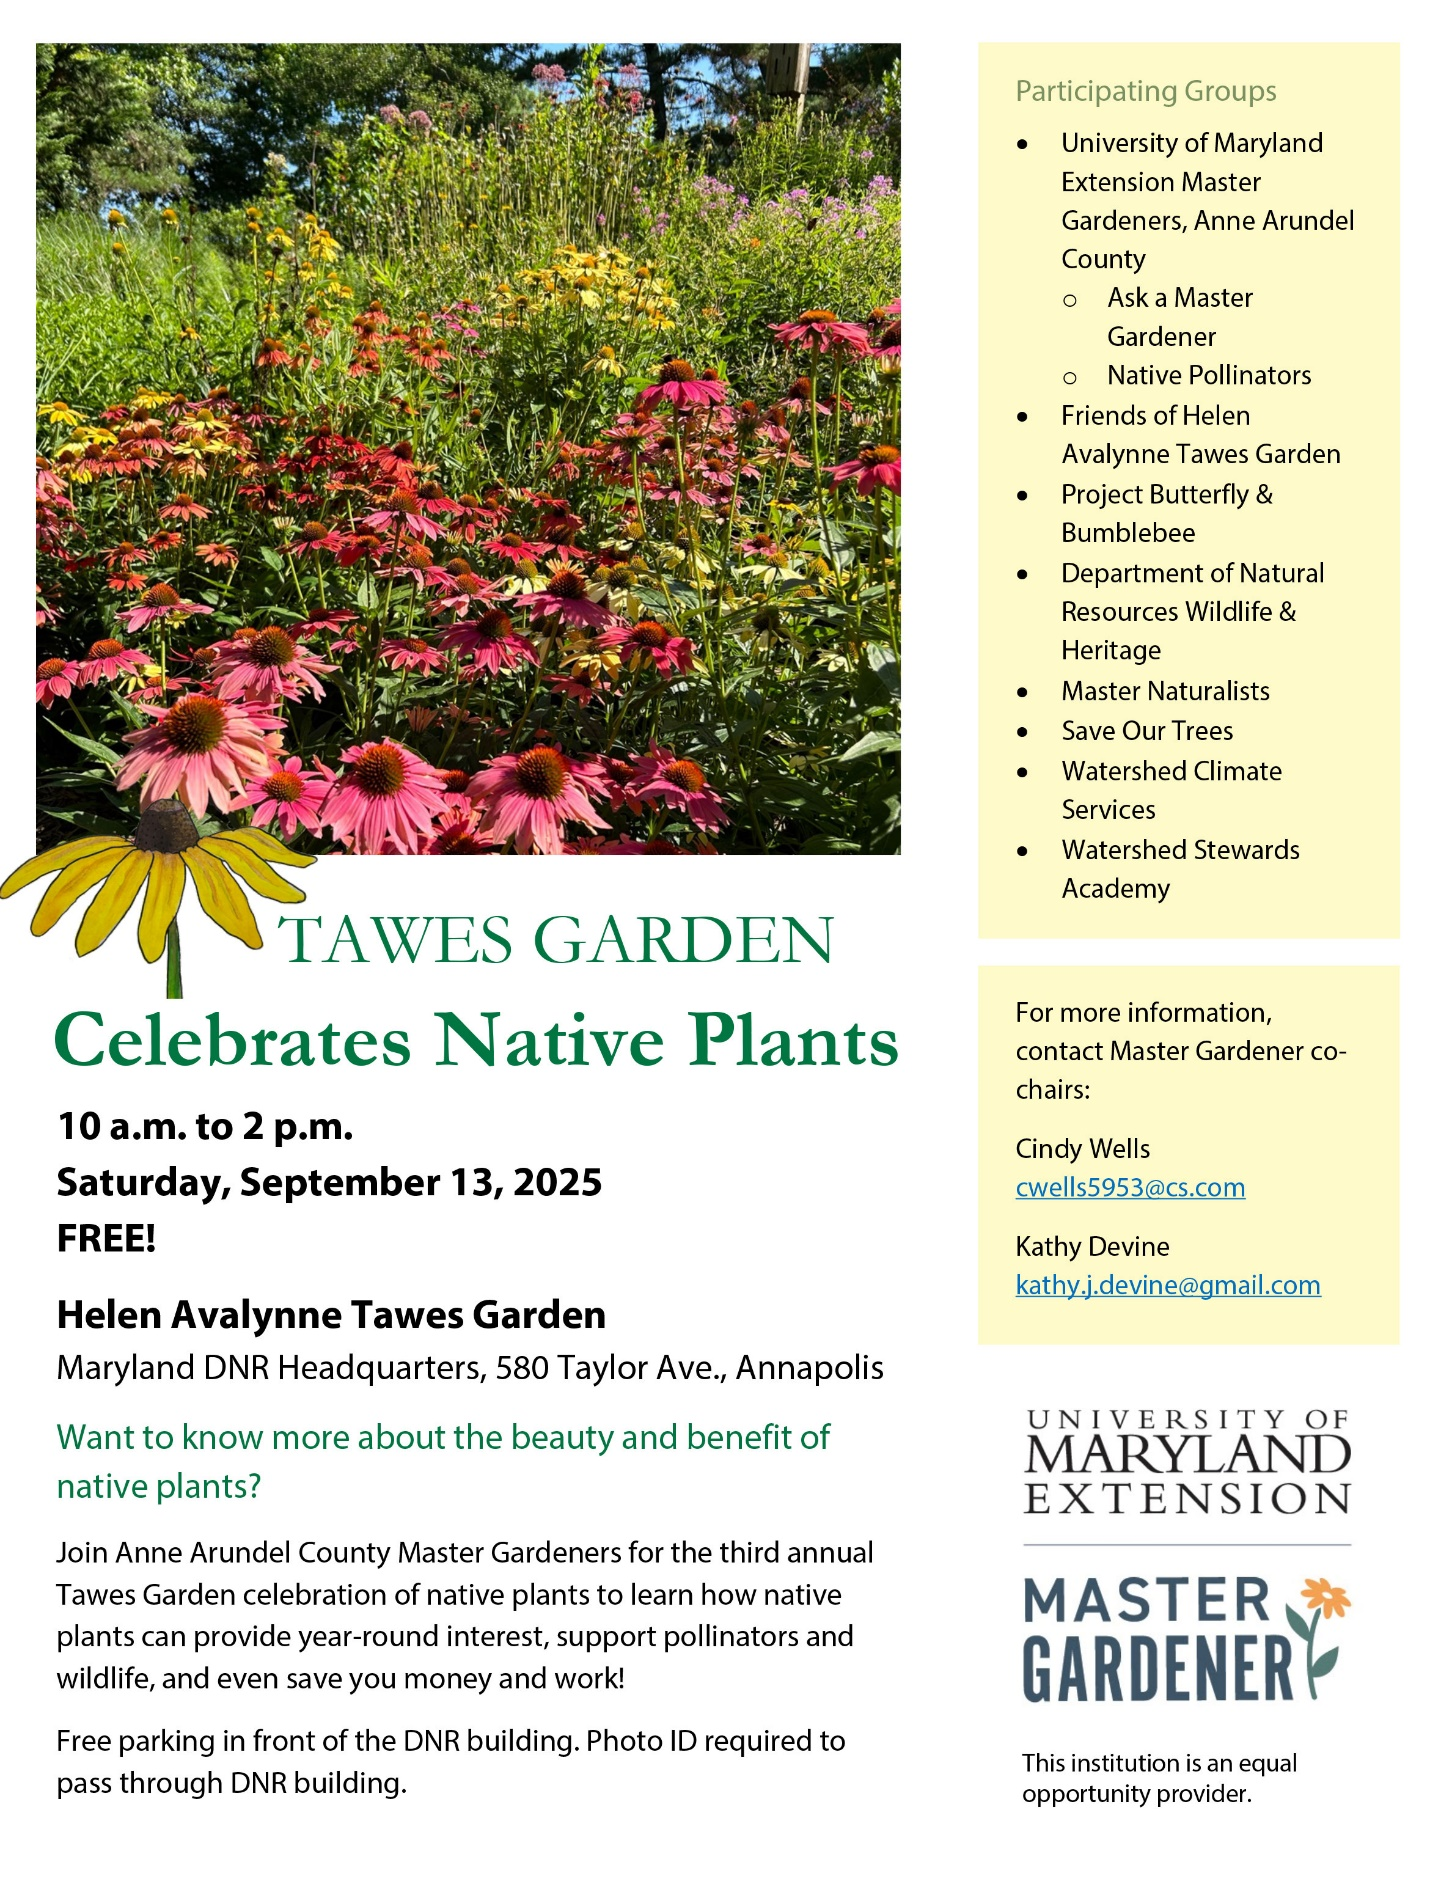 TAWES GARDEN
Celebrates Native Plants
10 a.m. to 2 p.m.
Saturday, September 13, 2025
FREE!
Helen Avalynne Tawes Garden
Maryland DNR Headquarters, 580 Taylor Ave., Annapolis
Want to know more about the beauty and benefit of
native plants?
Join Anne Arundel County Master Gardeners for the third annual
Tawes Garden celebration of native plants to learn how native
plants can provide year-round interest, support pollinators and
wildlife, and even save you money and work!
Free parking in front of the DNR building. Photo ID required to
pass through DNR building.
Participating Groups
• University of Maryland
Extension Master
Gardeners, Anne Arundel
County
o Ask a Master
Gardener
o Native Pollinators
• Friends of Helen
Avalynne Tawes Garden
• Project Butterfly &
Bumblebee
• Department of Natural
Resources Wildlife &
Heritage
• Master Naturalists
• Save Our Trees
• Watershed Climate
Services
• Watershed Stewards
Academy
For more information,
contact Master Gardener co-
chairs:
Cindy Wells
cwells5953@cs.com
Kathy Devine
kathy.j.devine@gmail.com
UNIVERSITY OF
MARYLAND
EXTENSION
MASTER
GARDENER
This institution is an equal
opportunity provider.